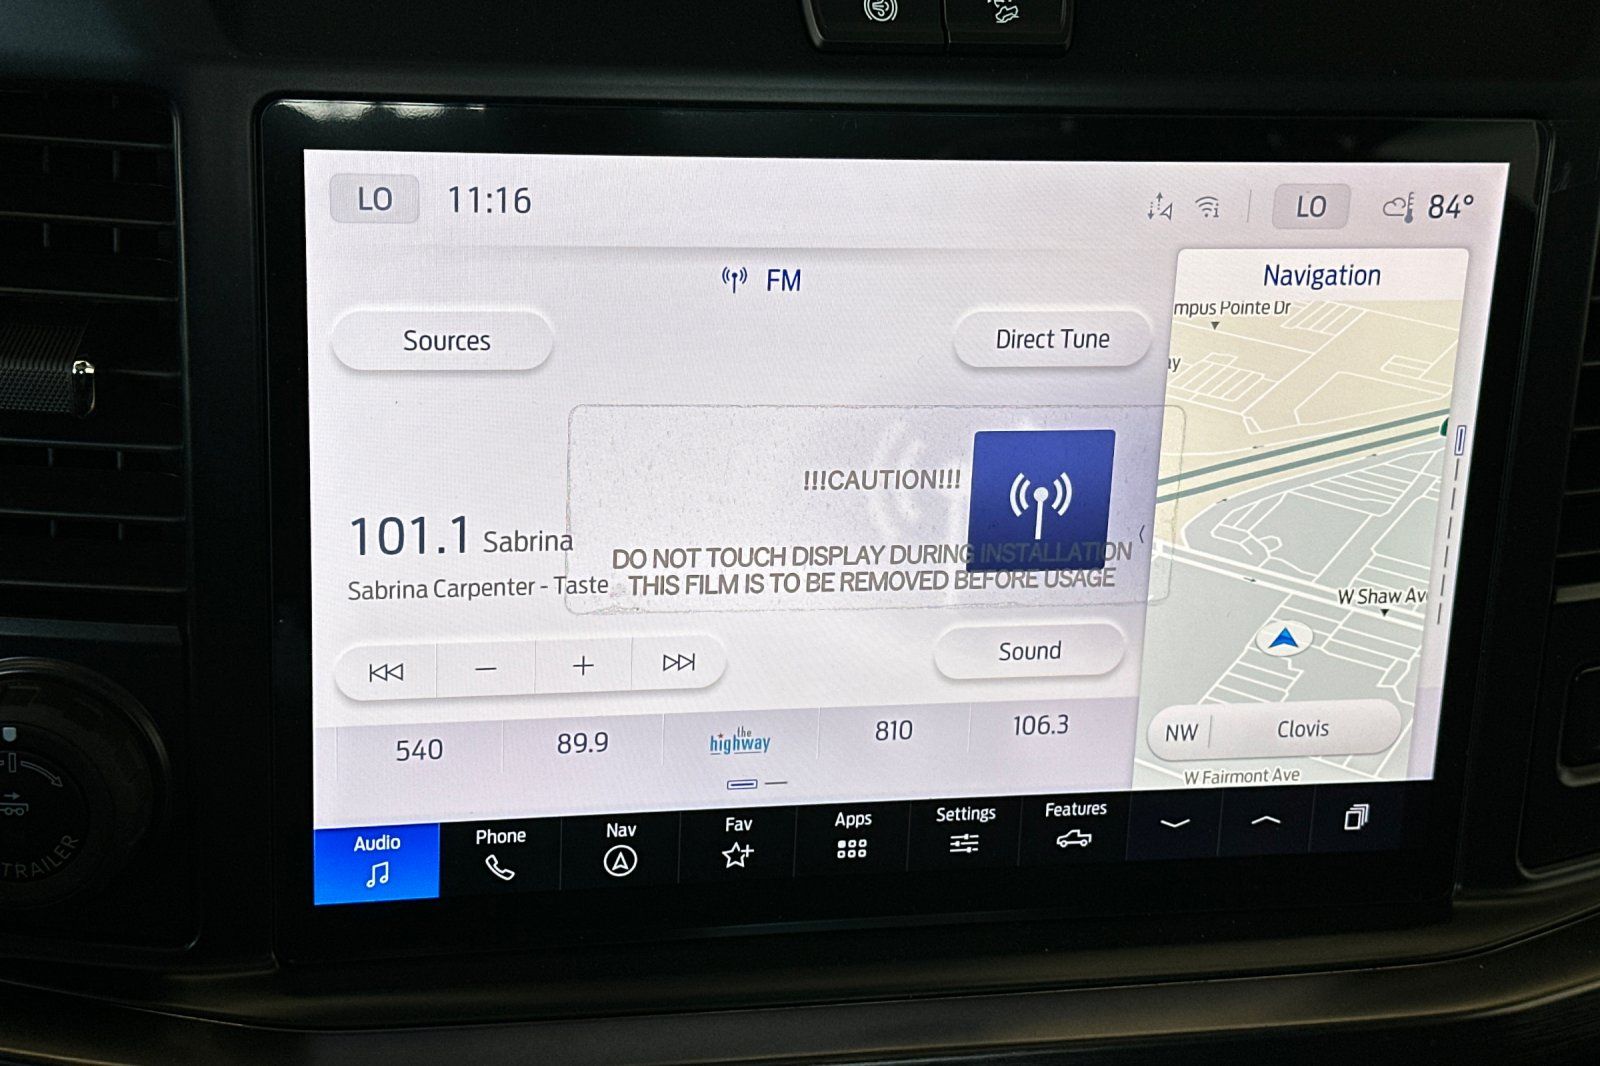 LO 11:16 LO 84°
FM
Navigation
mpus Pointe Dr
Sources
Direct Tune
ay
!!!CAUTION!!!
101.1 Sabrina
DO NOT TOUCH DISPLAY DURING INSTALLATION
Sabrina Carpenter - Taste
THIS FILM IS TO BE REMOVED BEFORE USAGE
W Shaw Av
Sound
540
89.9
the highway
810
106.3
NW
Clovis
W Fairmont Ave
Audio
Phone
Nav
Fav
Apps
Settings
Features
TRAILER